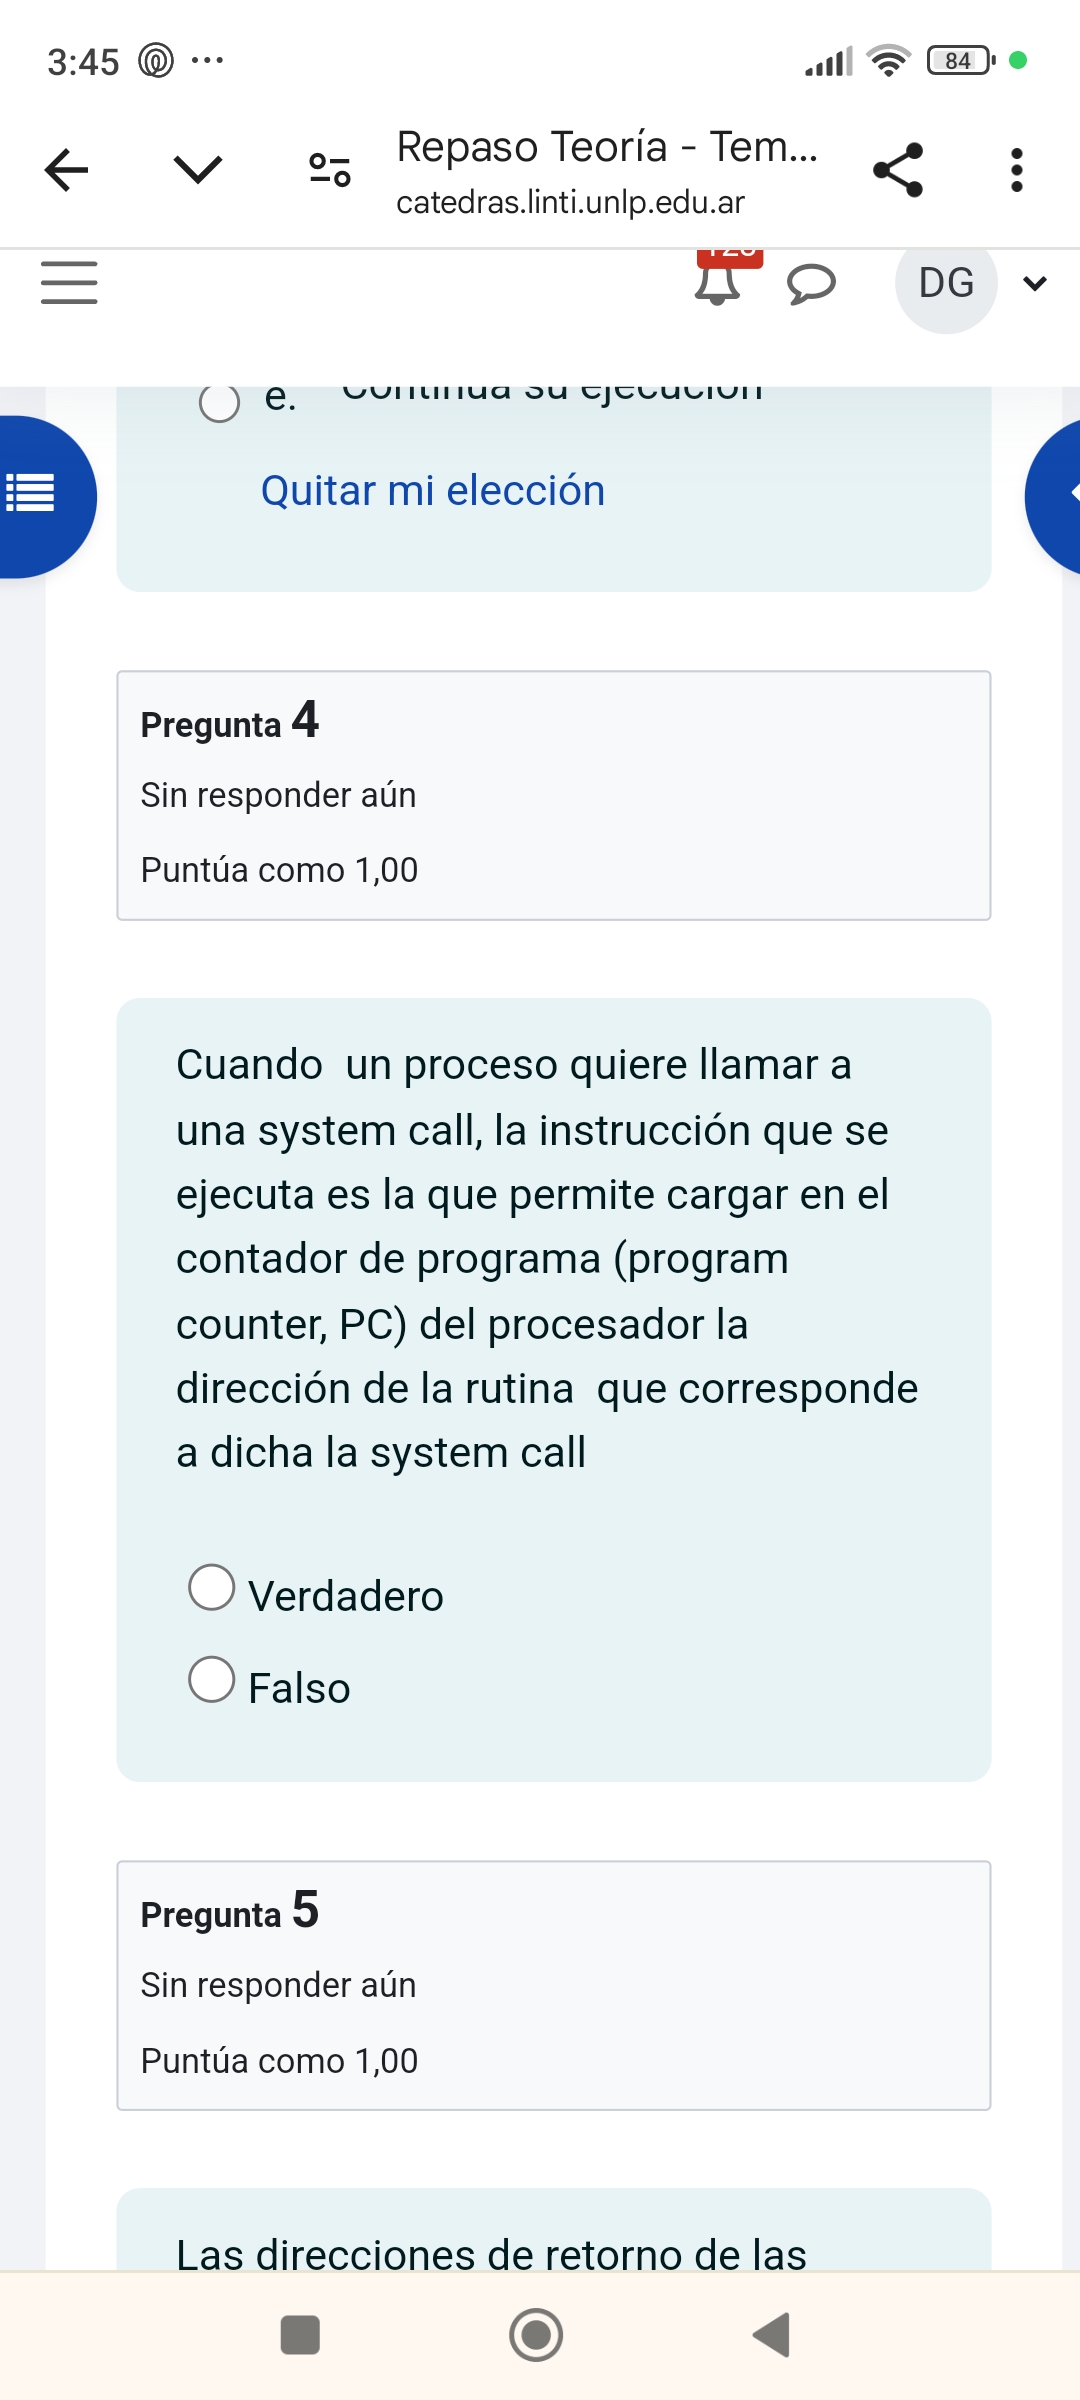 3:45
84
Repaso Teoría - Tem...
catedras.linti.unlp.edu.ar
DG
e. Continua su ejecución
Quitar mi elección
Pregunta 4
Sin responder aún
Puntúa como 1,00
Cuando un proceso quiere llamar a
una system call, la instrucción que se
ejecuta es la que permite cargar en el
contador de programa (program
counter, PC) del procesador la
dirección de la rutina que corresponde
a dicha la system call
Verdadero
Falso
Pregunta 5
Sin responder aún
Puntúa como 1,00
Las direcciones de retorno de las